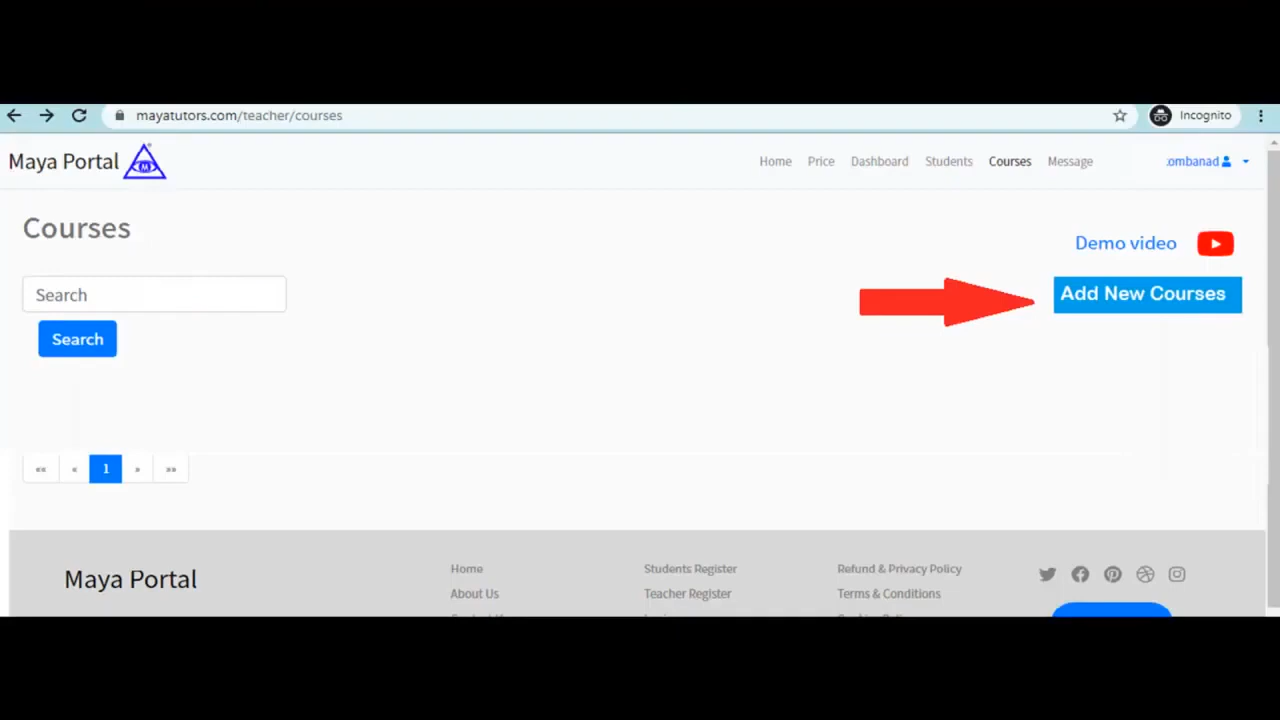 mayatutors.com/teacher/courses
Incognito
Maya Portal M
Home Price Dashboard Students Courses Message
ombanad
Courses
Demo video
Search
Add New Courses
Search
«« « 1 » »»
Maya Portal
Home
Students Register
Refund & Privacy Policy
About Us
Teacher Register
Terms & Conditions